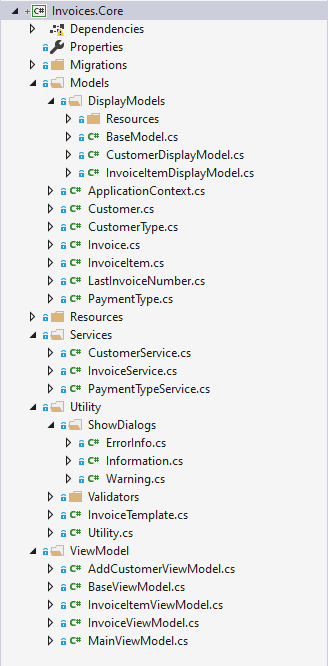 Invoices.Core
Dependencies
Properties
Migrations
Models
DisplayModels
Resources
C# BaseModel.cs
C# CustomerDisplayModel.cs
C# InvoiceItemDisplayModel.cs
C# ApplicationContext.cs
C# Customer.cs
C# CustomerType.cs
C# Invoice.cs
C# InvoiceItem.cs
C# LastInvoiceNumber.cs
C# PaymentType.cs
Resources
Services
C# CustomerService.cs
C# InvoiceService.cs
C# PaymentTypeService.cs
Utility
ShowDialogs
C# ErrorInfo.cs
C# Information.cs
C# Warning.cs
Validators
C# InvoiceTemplate.cs
C# Utility.cs
ViewModel
C# AddCustomerViewModel.cs
C# BaseViewModel.cs
C# InvoiceItemViewModel.cs
C# InvoiceViewModel.cs
C# MainViewModel.cs